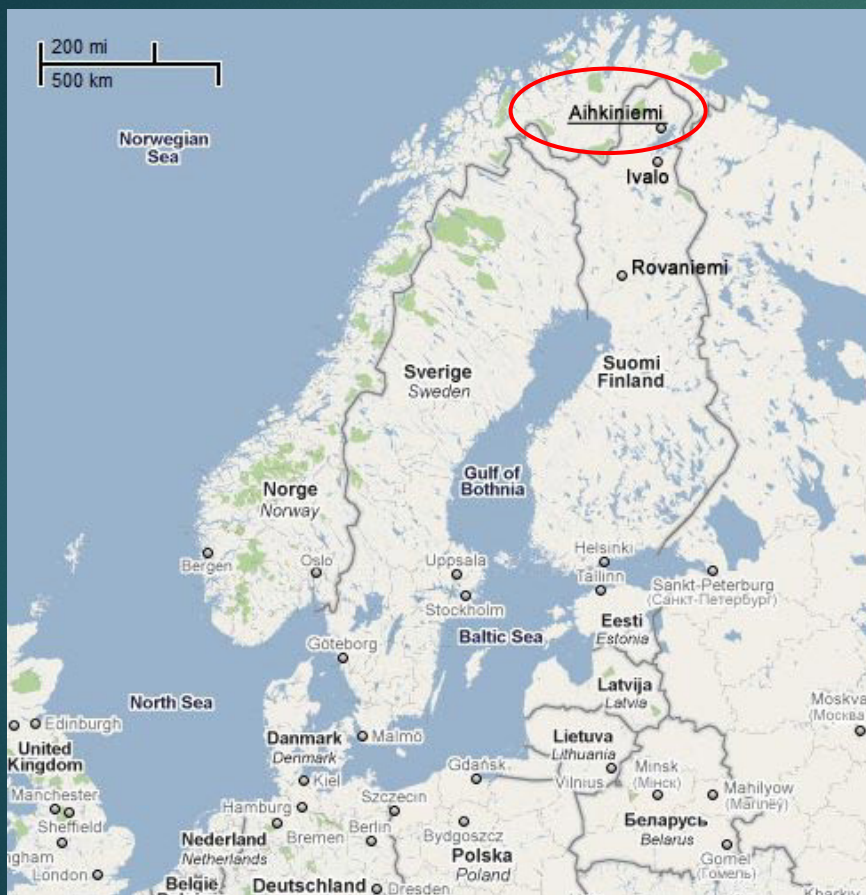 200 mi
500 km
Norwegian
Sea
Aihkiniemi
Ivalo
Rovaniemi
Sverige
Sweden
Suomi
Finland
Gulf of
Bothnia
Norge
Norway
Bergen
Oslo
Uppsala
Stockholm
Helsinki
Tallinn
Sankt-Peterburg
(Санкт-Петербург)
Eesti
Estonia
Baltic Sea
Göteborg
North Sea
Latvija
Latvia
Moskva
(Москва
Edinburgh
United
Kingdom
Danmark
Denmark
Malmö
Lietuva
Lithuania
Vilnius
Gdańsk
Minsk
(Мінск)
Mahilyow
(Магілёў)
Kiel
Manchester
Sheffield
Hamburg
Bremen
Szczecin
Berlin
Bydgoszcz
Беларусь
Belarus
Nederland
Netherlands
Polska
Poland
Gomel
(Гомель)
ngham
London
België
Deutschland
Dresden